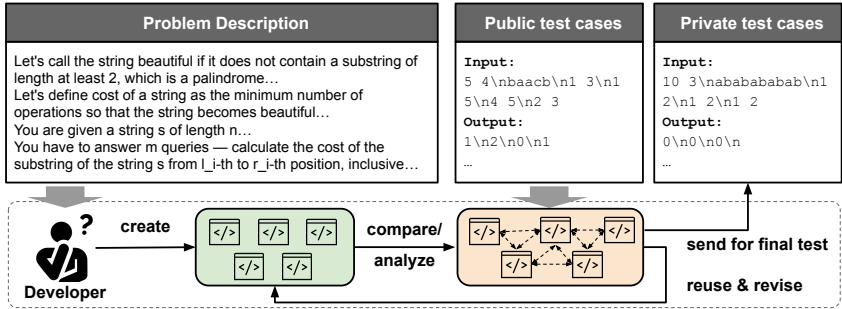 Problem Description
Let's call the string beautiful if it does not contain a substring of
length at least 2, which is a palindrome…
Let's define cost of a string as the minimum number of
operations so that the string becomes beautiful…
You are given a string s of length n…
You have to answer m queries — calculate the cost of the
substring of the string s from l_i-th to r_i-th position, inclusive…
Public test cases
Input:
5 4\nbaacb\n1 3\n1
5\n4 5\n2 3
Output:
1\n2\n0\n1
…
Private test cases
Input:
10 3\nababababab\n1
2\n1 2\n1 2
Output:
0\n0\n0\n
…
?
Developer
create
</>
</>
</>
</>
</>
compare/
analyze
</>
</>
</>
</>
</>
send for final test
reuse & revise